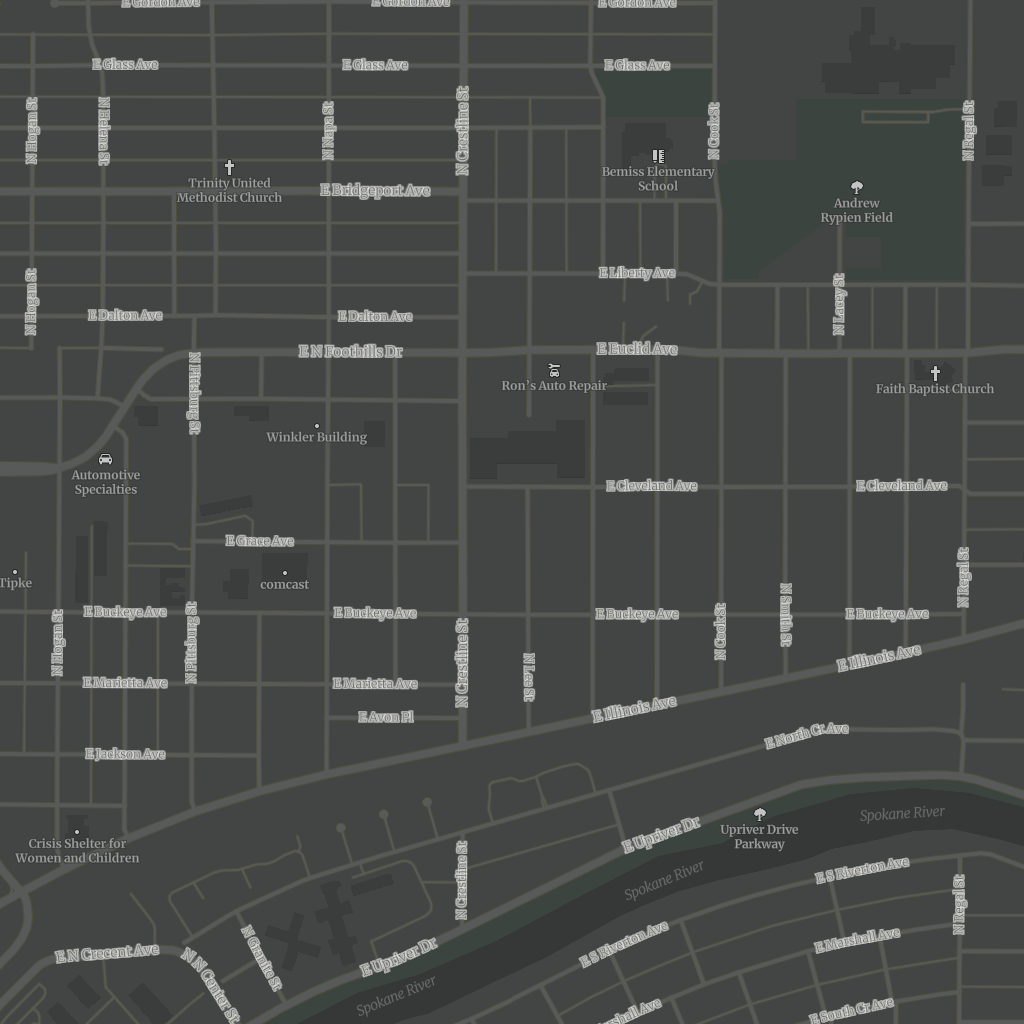 E Gordon Ave
E Gordon Ave
E Gordon Ave
E Glass Ave
E Glass Ave
E Glass Ave
N Hogan St
N Helena St
N Napa St
N Crestline St
N Cook St
N Regal St
Trinity United
Methodist Church
E Bridgeport Ave
Bemiss Elementary
School
Andrew
Rypien Field
N Hogan St
E Liberty Ave
N Lacey St
E Dalton Ave
E Dalton Ave
E N Foothills Dr
E Euclid Ave
N Pittsburg St
Ron's Auto Repair
Faith Baptist Church
Winkler Building
Automotive
Specialties
E Cleveland Ave
E Cleveland Ave
E Grace Ave
Tipke
comcast
N Regal St
E Buckeye Ave
E Buckeye Ave
E Buckeye Ave
E Buckeye Ave
N Hogan St
N Pittsburg St
N Crestline St
N Lee St
N Cook St
N Smith St
E Illinois Ave
E Marietta Ave
E Marietta Ave
E Avon Pl
E Illinois Ave
E North Cr Ave
E Jackson Ave
Crisis Shelter for
Women and Children
E Upriver Dr
Upriver Drive
Parkway
Spokane River
N Crestline St
Spokane River
E S Riverton Ave
N Regal St
E N Crecent Ave
N N Center St
N Granite St
E Upriver Dr
E S Riverton Ave
E Marshall Ave
Spokane River
E South Cr Ave